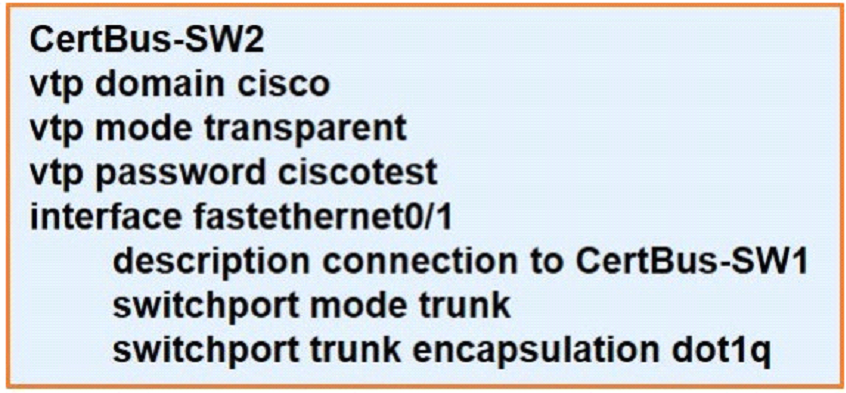 CertBus-SW2
vtp domain cisco
vtp mode transparent
vtp password ciscotest
interface fastethernet0/1
description connection to CertBus-SW1
switchport mode trunk
switchport trunk encapsulation dot1q